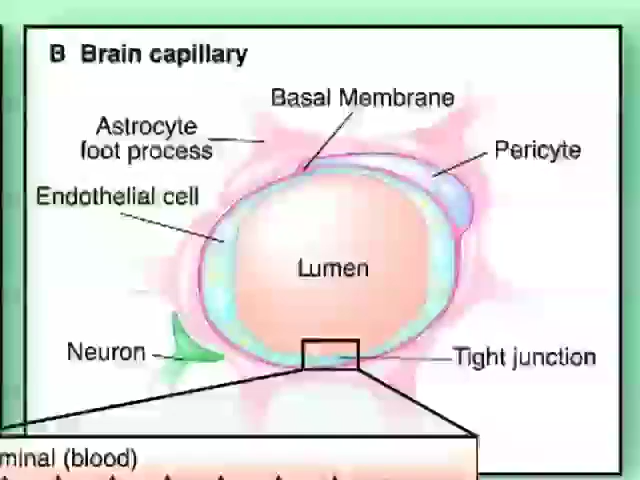 B Brain capillary
Basal Membrane
Astrocyte
foot process
Pericyte
Endothelial cell
Lumen
Neuron
Tight junction
minal (blood)